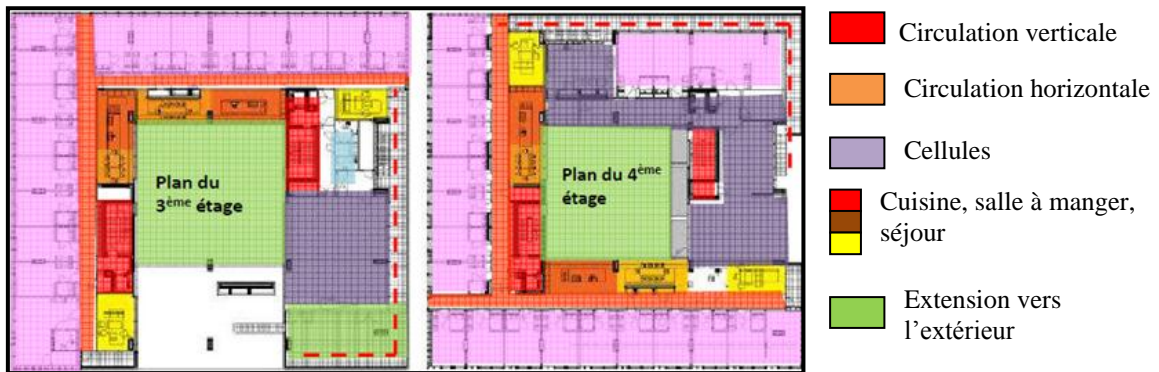 Plan du
3ème étage
Plan du 4ème
étage
Circulation verticale
Circulation horizontale
Cellules
Cuisine, salle à manger,
séjour
Extension vers
l’extérieur